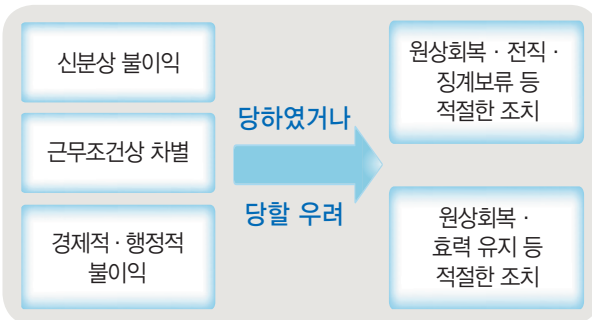 신분상 불이익
근무조건상 차별
경제적 · 행정적
불이익
당하였거나
당할 우려
원상회복 · 전직 ·
징계보류 등
적절한 조치
원상회복 ·
효력 유지 등
적절한 조치